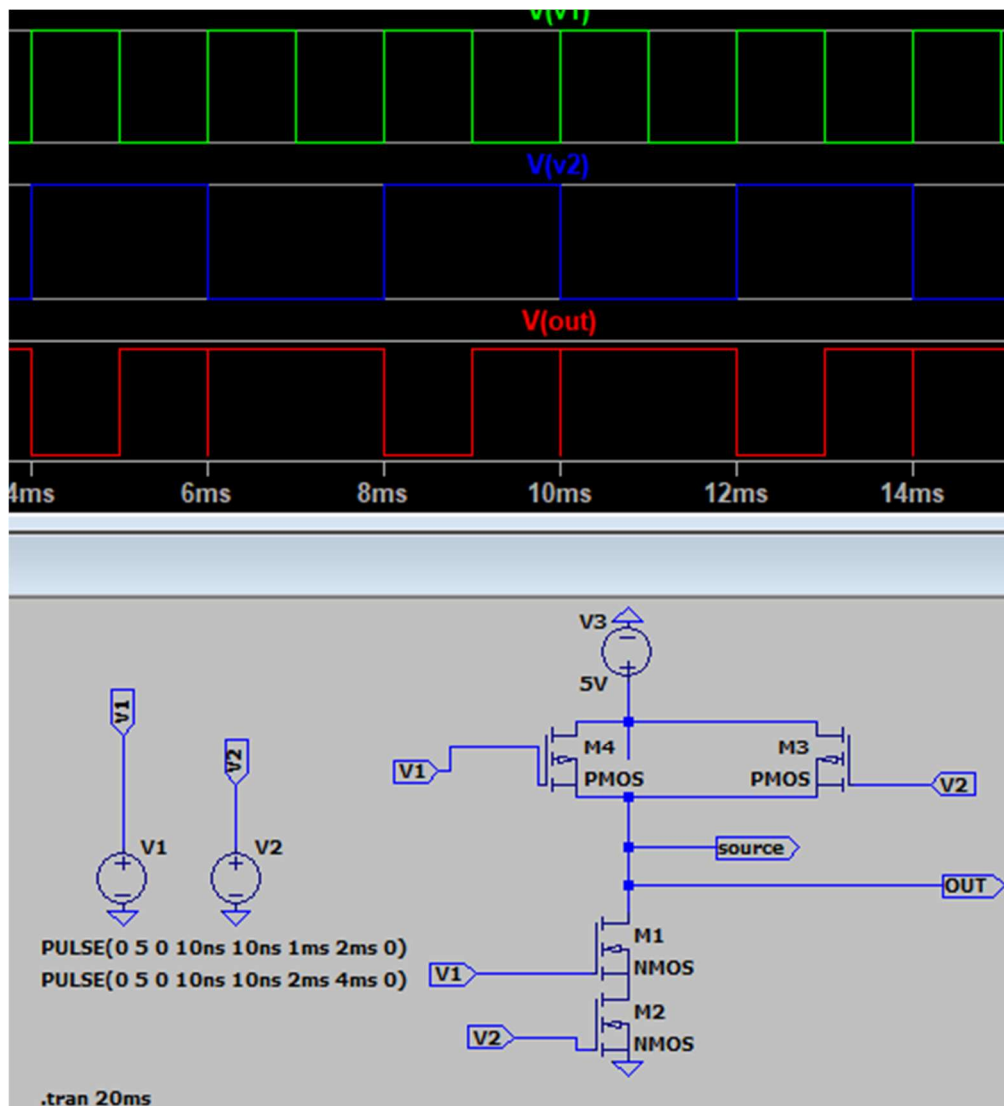 V(v1)
V(v2)
V(out)
4ms 6ms 8ms 10ms 12ms 14ms
V3
5V
V1
V2
M4
M3
V1
PMOS
PMOS
V2
V1
V2
source
OUT
PULSE(0 5 0 10ns 10ns 1ms 2ms 0)
PULSE(0 5 0 10ns 10ns 2ms 4ms 0)
M1
V1
NMOS
M2
V2
NMOS
.tran 20ms